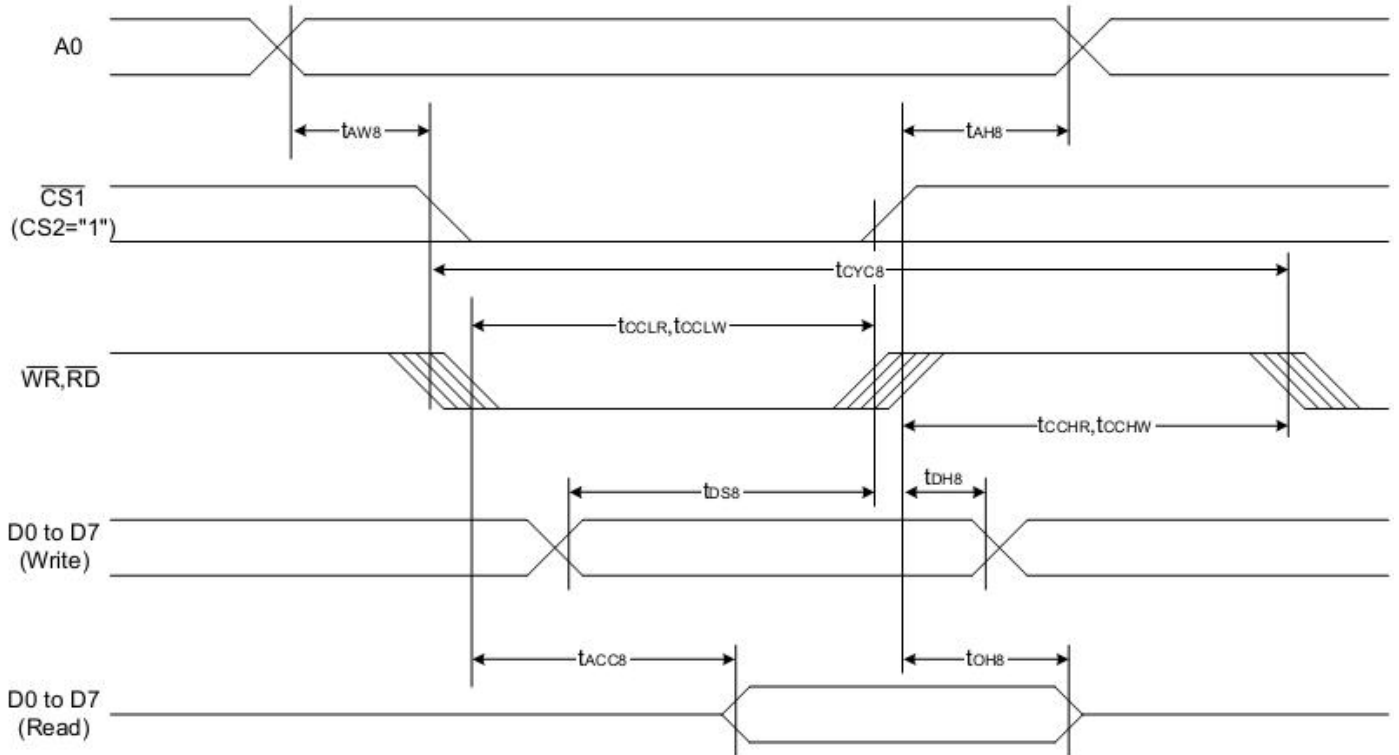 A0
tAW8
tAH8
CS1
(CS2="1")
tCYC8
tCCLR,tCCLW
WR,RD
tCCHR,tCCHW
tDS8
tDH8
D0 to D7
(Write)
tACC8
tOH8
D0 to D7
(Read)